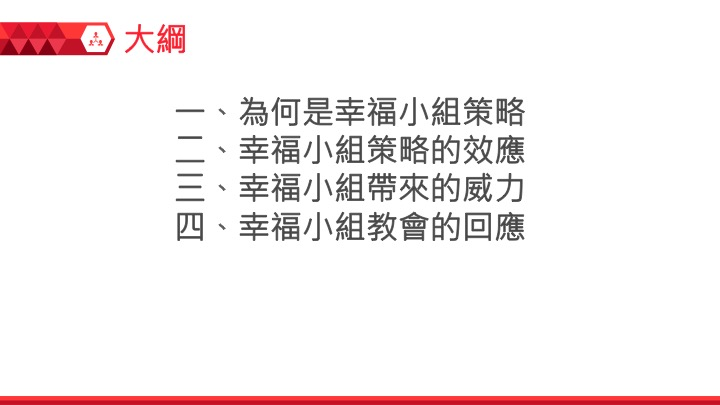 大綱
一、為何是幸福小組策略
二、幸福小組策略的效應
三、幸福小組帶來的威力
四、幸福小組教會的回應